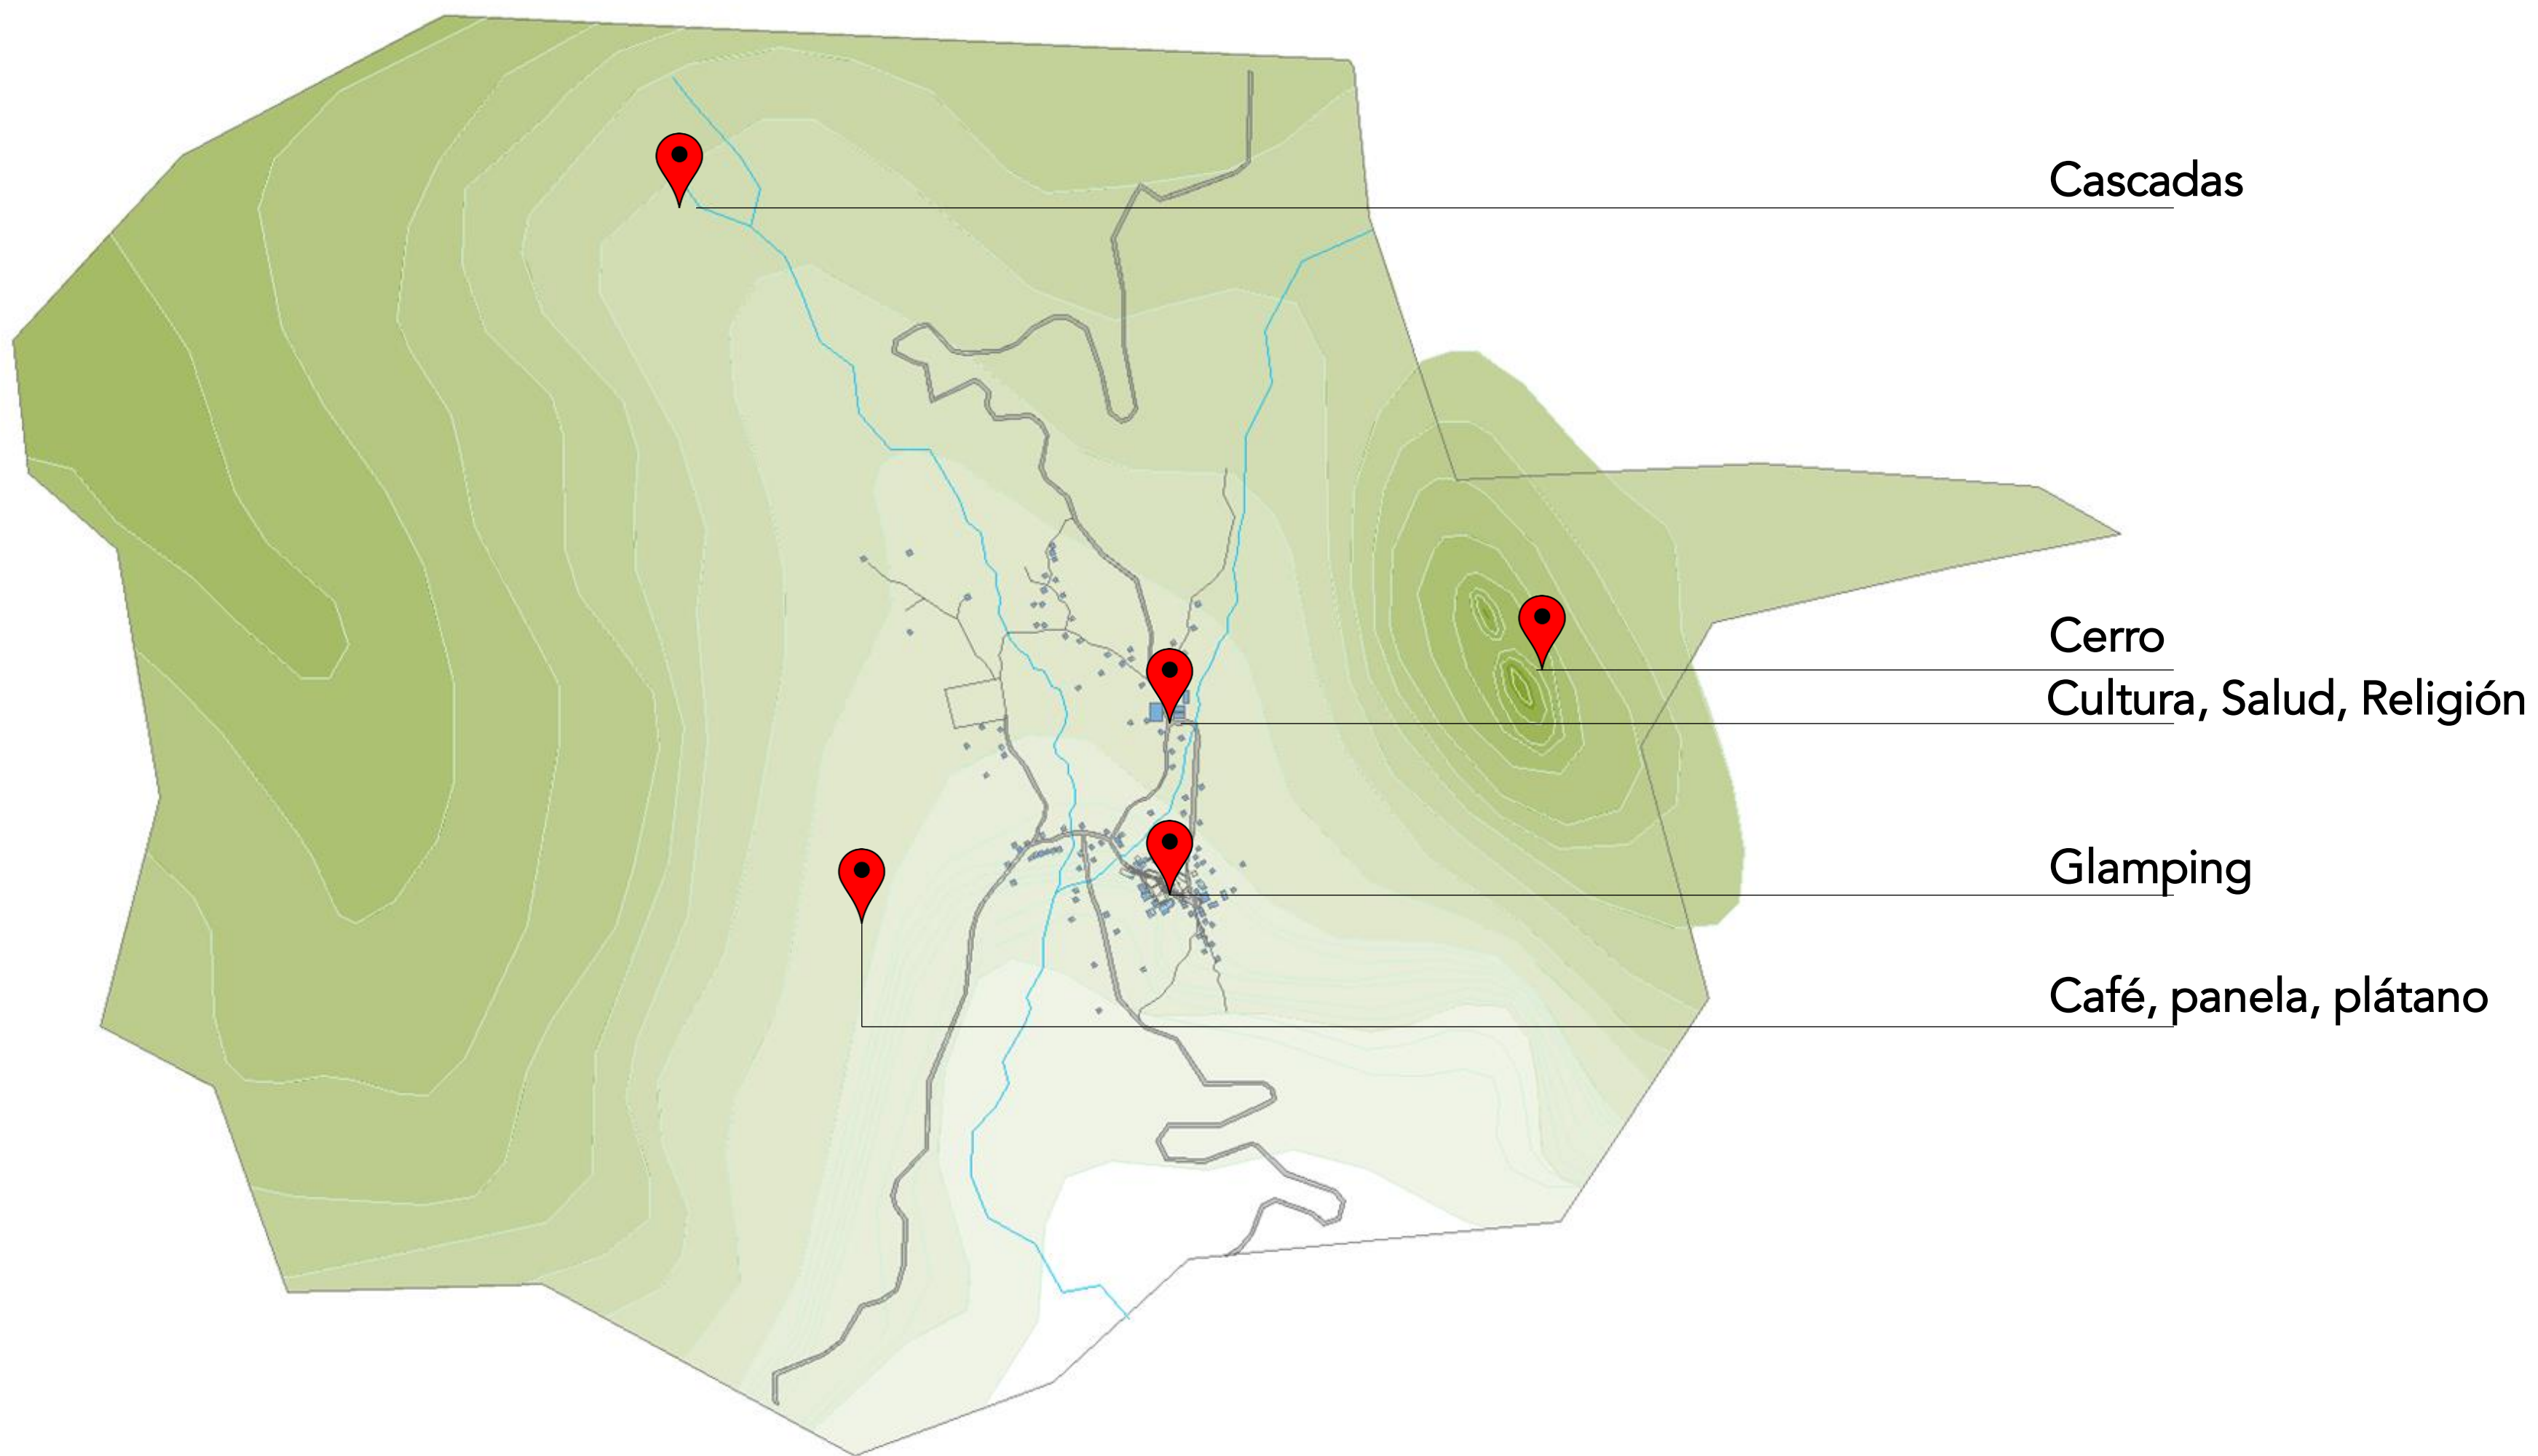 Cascadas
Cerro
Cultura, Salud, Religión
Glamping
Café, panela, plátano